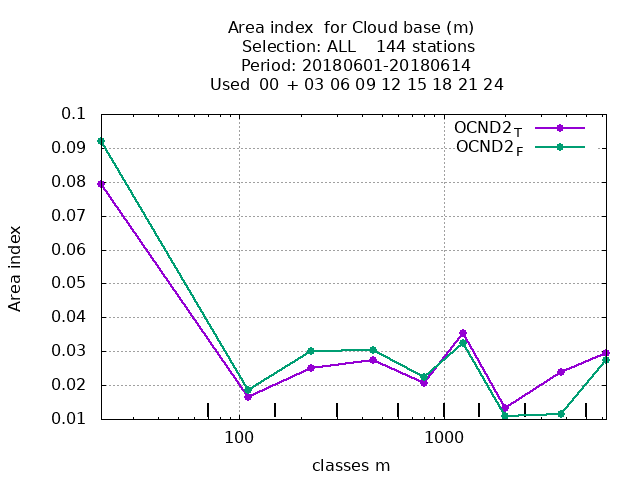 Area index  for Cloud base (m)
Selection: ALL    144 stations
Period: 20180601-20180614
Used  00 + 03 06 09 12 15 18 21 24
OCND2T
OCND2F
0.1
0.09
0.08
0.07
0.06
0.05
0.04
0.03
0.02
0.01
Area index
100
1000
classes m